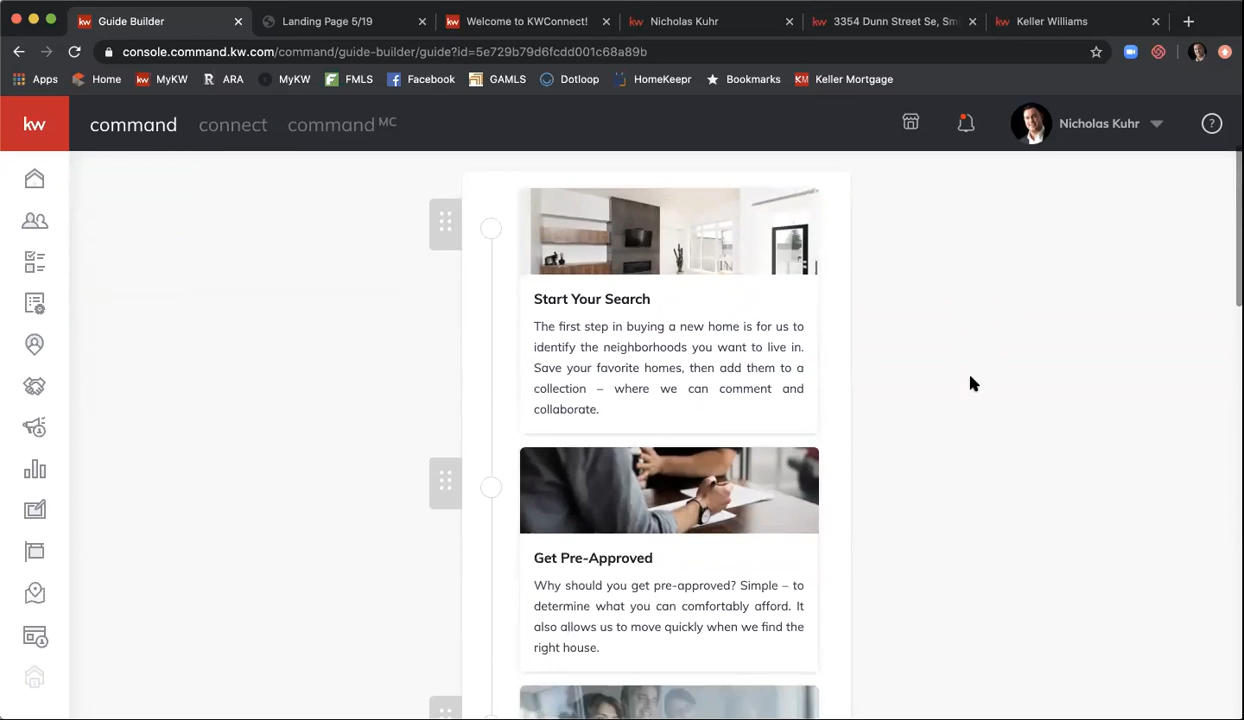 Guide Builder
Landing Page 5/19
Welcome to KWConnect!
Nicholas Kuhr
3354 Dunn Street Se, Sm
Keller Williams
console.command.kw.com/command/guide-builder/guide?id=5e729b79d6fcdd001c68a89b
Apps
Home
MyKW
ARA
MyKW
FMLS
Facebook
GAMLS
Dotloop
HomeKeepr
Bookmarks
Keller Mortgage
kw
command
connect
command MC
Nicholas Kuhr
Start Your Search
The first step in buying a new home is for us to
identify the neighborhoods you want to live in.
Save your favorite homes, then add them to a
collection – where we can comment and
collaborate.
Get Pre-Approved
Why should you get pre-approved? Simple – to
determine what you can comfortably afford. It
also allows us to move quickly when we find the
right house.